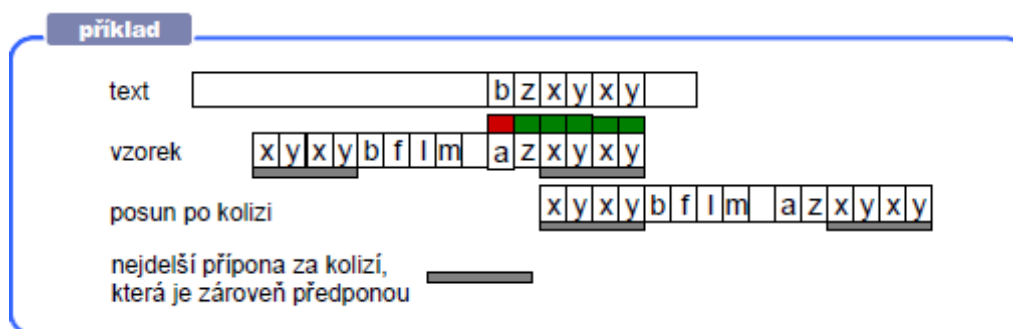 příklad
text b z x y x y
vzorek x y x y b f l m a z x y x y
posun po kolizi x y x y b f l m a z x y x y
nejdelší přípona za kolizí,
která je zároveň předponou